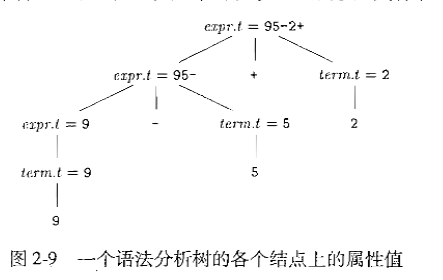 expr.t = 95-2+
expr.t = 95- + term.t = 2
expr.t = 9 - term.t = 5 2
term.t = 9 5
9
图 2-9 一个语法分析树的各个结点上的属性值